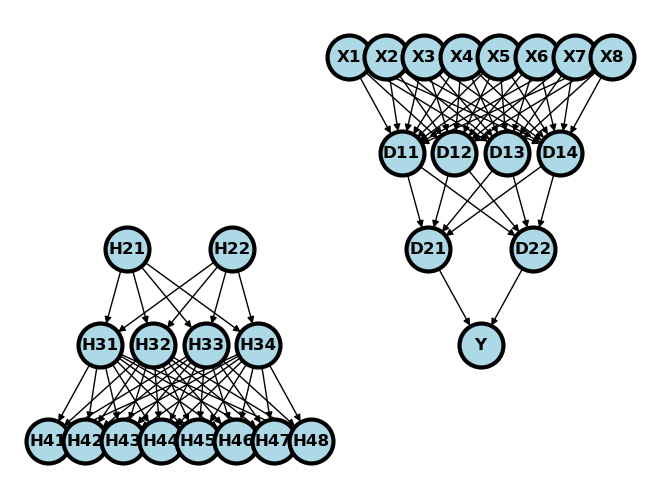 X1 X2 X3 X4 X5 X6 X7 X8
D11 D12 D13 D14
H21 H22 D21 D22
H31 H32 H33 H34 Y
H41 H42 H43 H44 H45 H46 H47 H48